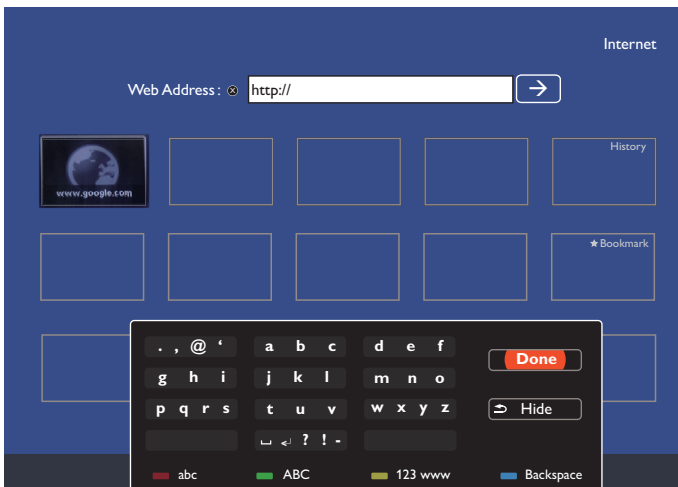 Internet
Web Address : http://
www.google.com
History
★ Bookmark
. , @ ‘ a b c d e f
Done
g h i j k l m n o
p q r s t u v w x y z
Hide
␣ ↵ ? ! -
abc ABC 123 www Backspace